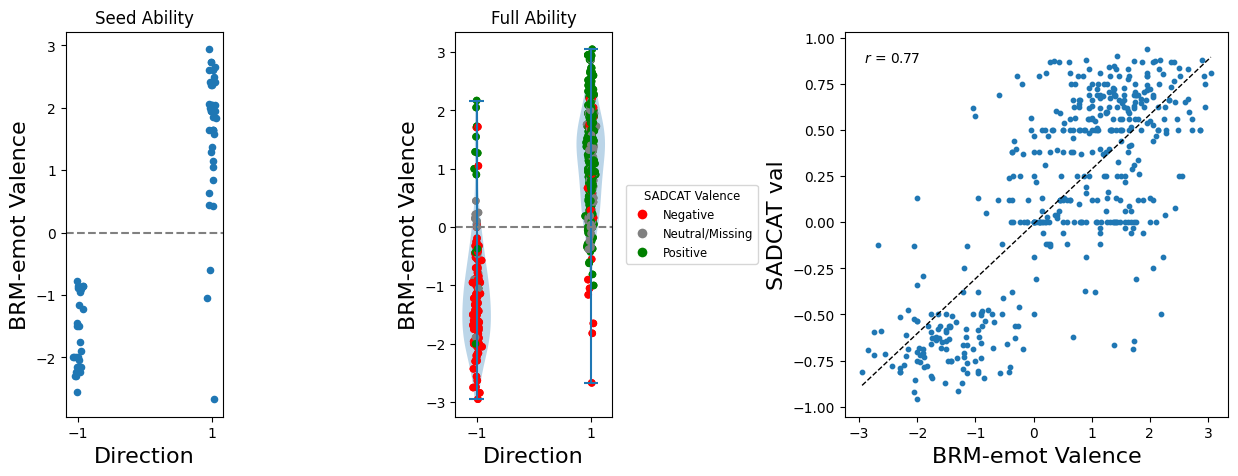 Seed Ability
BRM-emot Valence
3
2
1
0
−1
−2
−1
1
Direction
Full Ability
BRM-emot Valence
3
2
1
0
−1
−2
−3
−1
1
Direction
SADCAT Valence
Negative
Neutral/Missing
Positive
SADCAT val
1.00
0.75
0.50
0.25
0.00
−0.25
−0.50
−0.75
−1.00
r = 0.77
−3
−2
−1
0
1
2
3
BRM-emot Valence